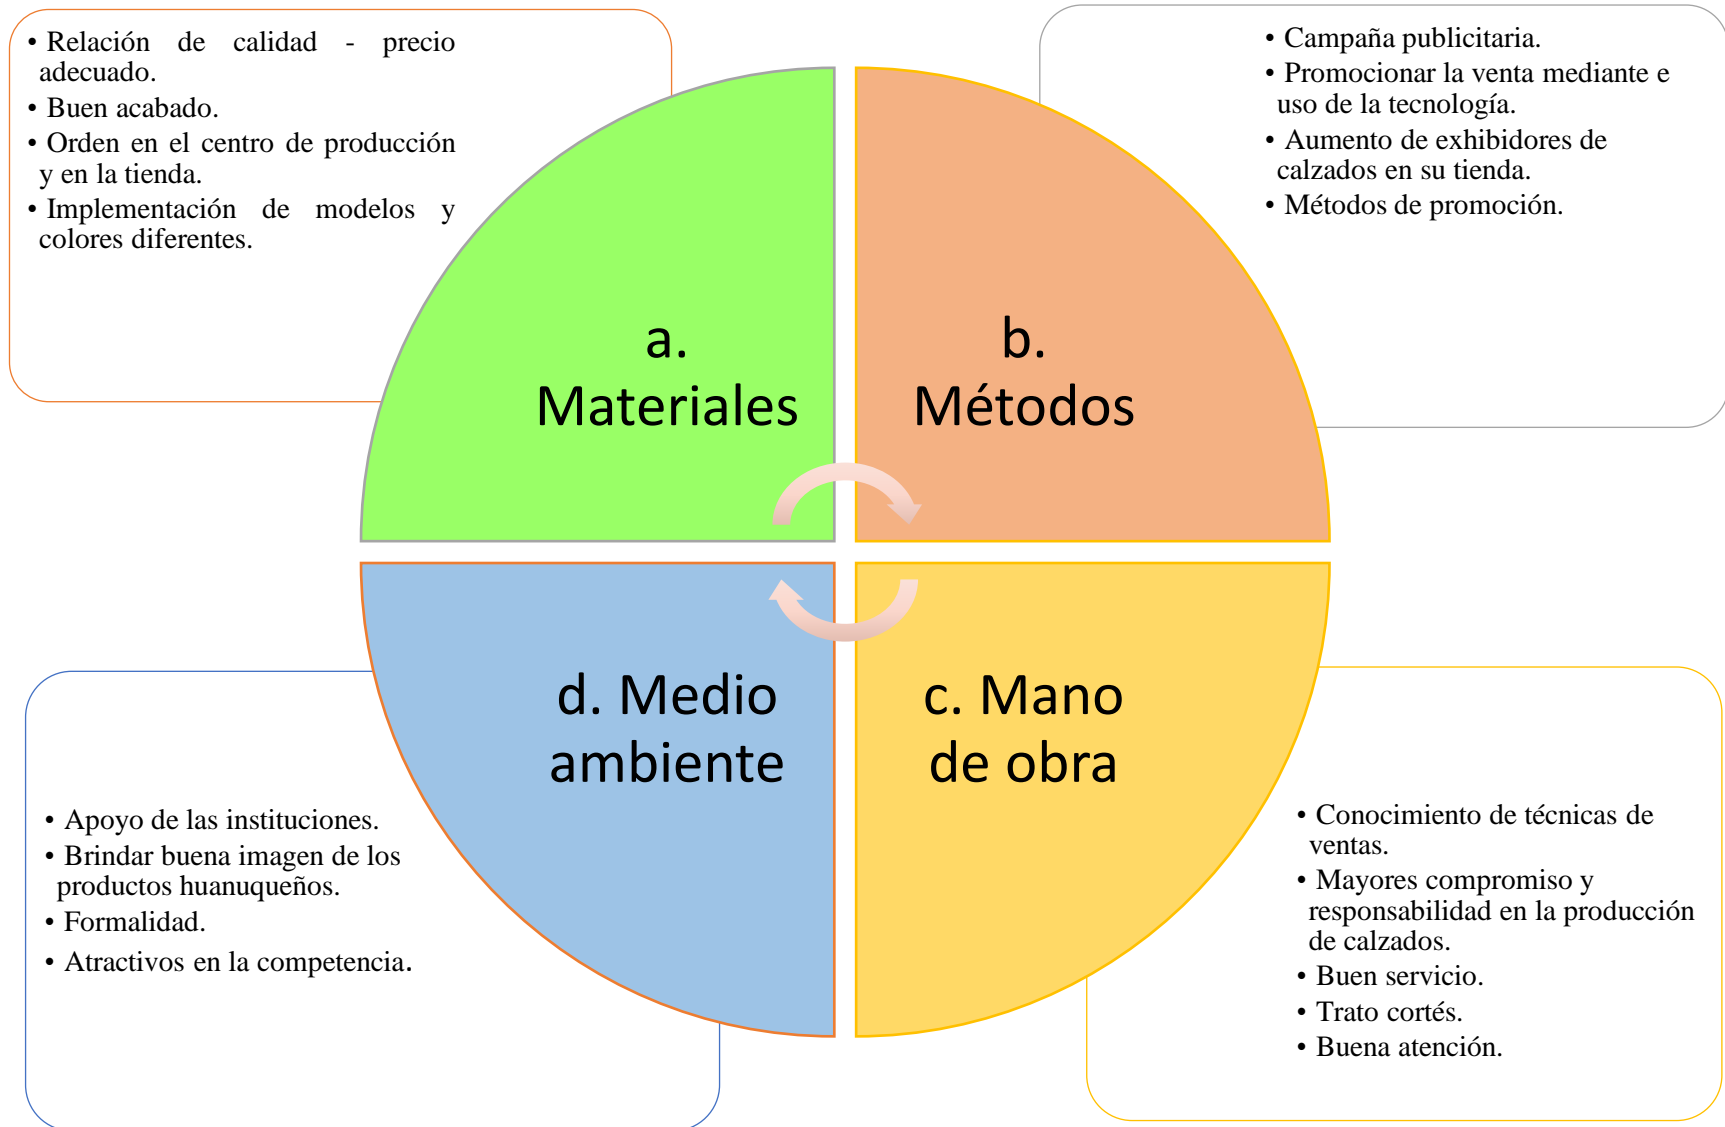 • Relación de calidad - precio
adecuado.
• Buen acabado.
• Orden en el centro de producción
y en la tienda.
• Implementación de modelos y
colores diferentes.
• Campaña publicitaria.
• Promocionar la venta mediante e
uso de la tecnología.
• Aumento de exhibidores de
calzados en su tienda.
• Métodos de promoción.
a.
Materiales
b.
Métodos
d. Medio
ambiente
c. Mano
de obra
• Apoyo de las instituciones.
• Brindar buena imagen de los
productos huanuqueños.
• Formalidad.
• Atractivos en la competencia.
• Conocimiento de técnicas de
ventas.
• Mayores compromiso y
responsabilidad en la producción
de calzados.
• Buen servicio.
• Trato cortés.
• Buena atención.